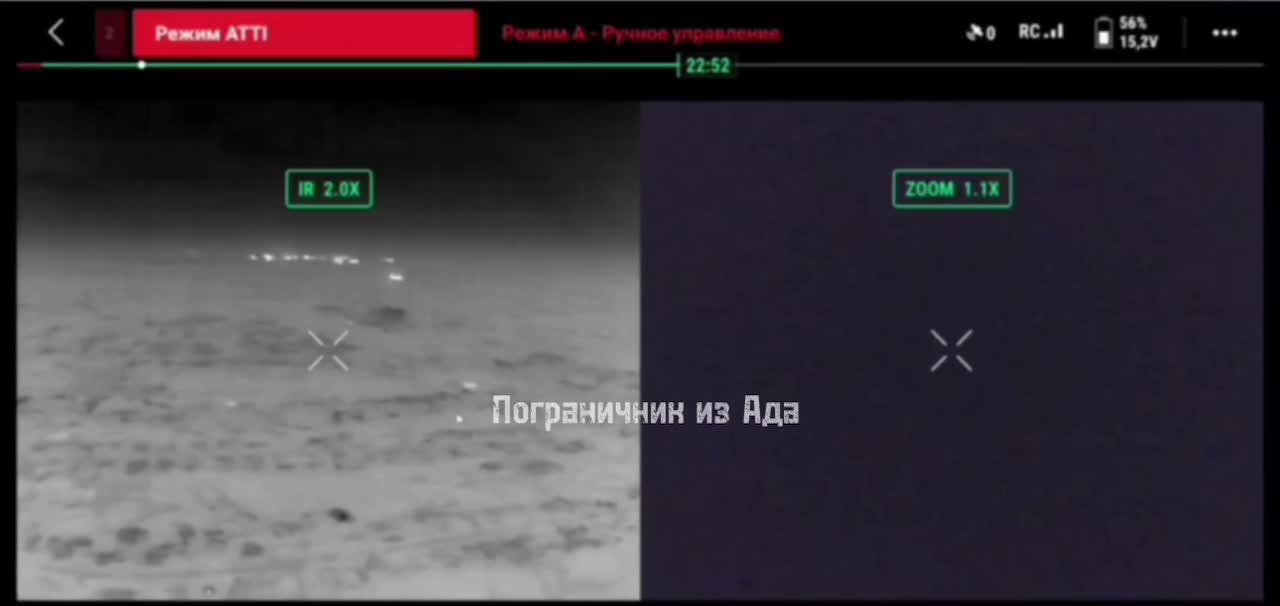 2
Режим ATTI
Режим A - Ручное управление
0
RC
56%
15,2V
22:52
IR 2.0X
ZOOM 1.1X
Пограничник из Ада